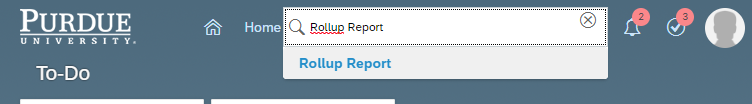 PURDUE
UNIVERSITY®
Home
Rollup Report
2
3
Rollup Report
To-Do